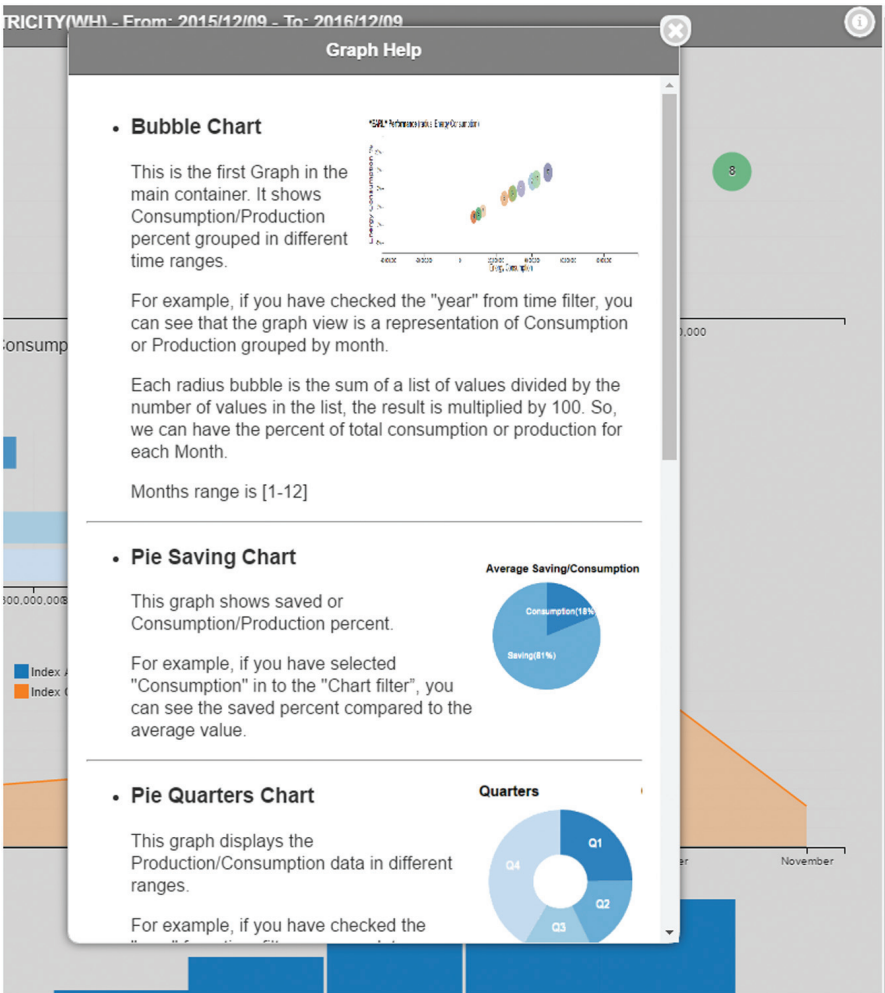 TRICITY(WH) - From: 2015/12/09 - To: 2016/12/09
Graph Help
Bubble Chart
This is the first Graph in the
main container. It shows
Consumption/Production
percent grouped in different
time ranges.
Energy Consumption %
Energy Consumption
For example, if you have checked the "year" from time filter, you
can see that the graph view is a representation of Consumption
or Production grouped by month.
Each radius bubble is the sum of a list of values divided by the
number of values in the list, the result is multiplied by 100. So,
we can have the percent of total consumption or production for
each Month.
Months range is [1-12]
Pie Saving Chart
This graph shows saved or
Consumption/Production percent.
For example, if you have selected
"Consumption" in to the "Chart filter", you
can see the saved percent compared to the
average value.
Average Saving/Consumption
Consumption(18%
Saving(81%)
Pie Quarters Chart
This graph displays the
Production/Consumption data in different
ranges.
For example, if you have checked the
Quarters
Q1
Q2
Q3
Q4
8
onsump
Index
Index
November